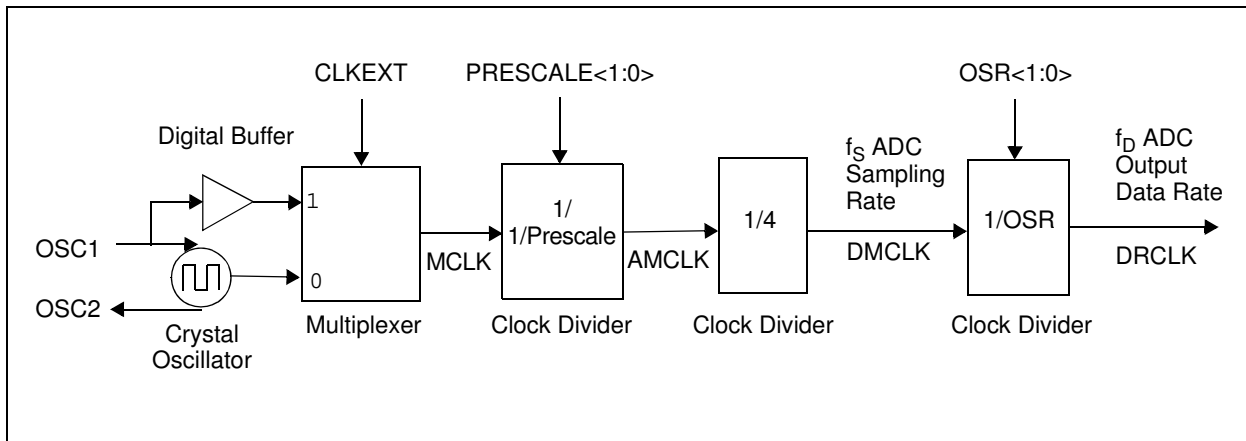 CLKEXT
PRESCALE<1:0>
OSR<1:0>
Digital Buffer
fS ADC
Sampling
Rate
fD ADC
Output
Data Rate
1
1/
1/Prescale
1/4
1/OSR
OSC1
MCLK
AMCLK
DMCLK
DRCLK
0
OSC2
Crystal
Oscillator
Multiplexer
Clock Divider
Clock Divider
Clock Divider